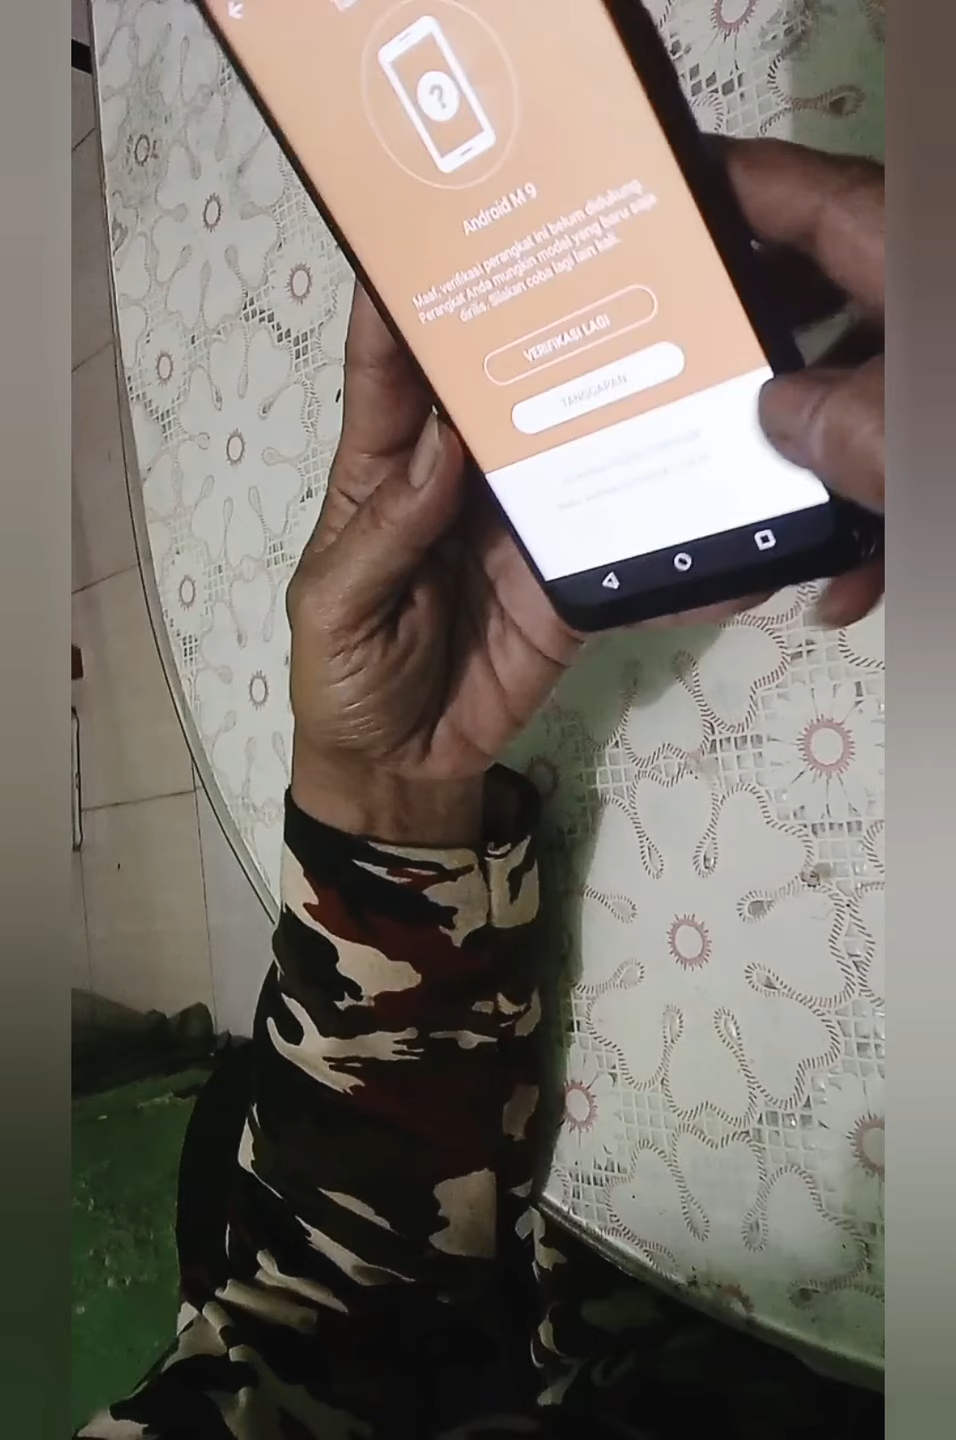 Android M 9
Maaf, verifikasi perangkat ini belum didukung
Perangkat Anda mungkin model yang baru saja
dirilis. Silakan coba lagi lain kali.
VERIFIKASI LAGI
TANGGAPAN